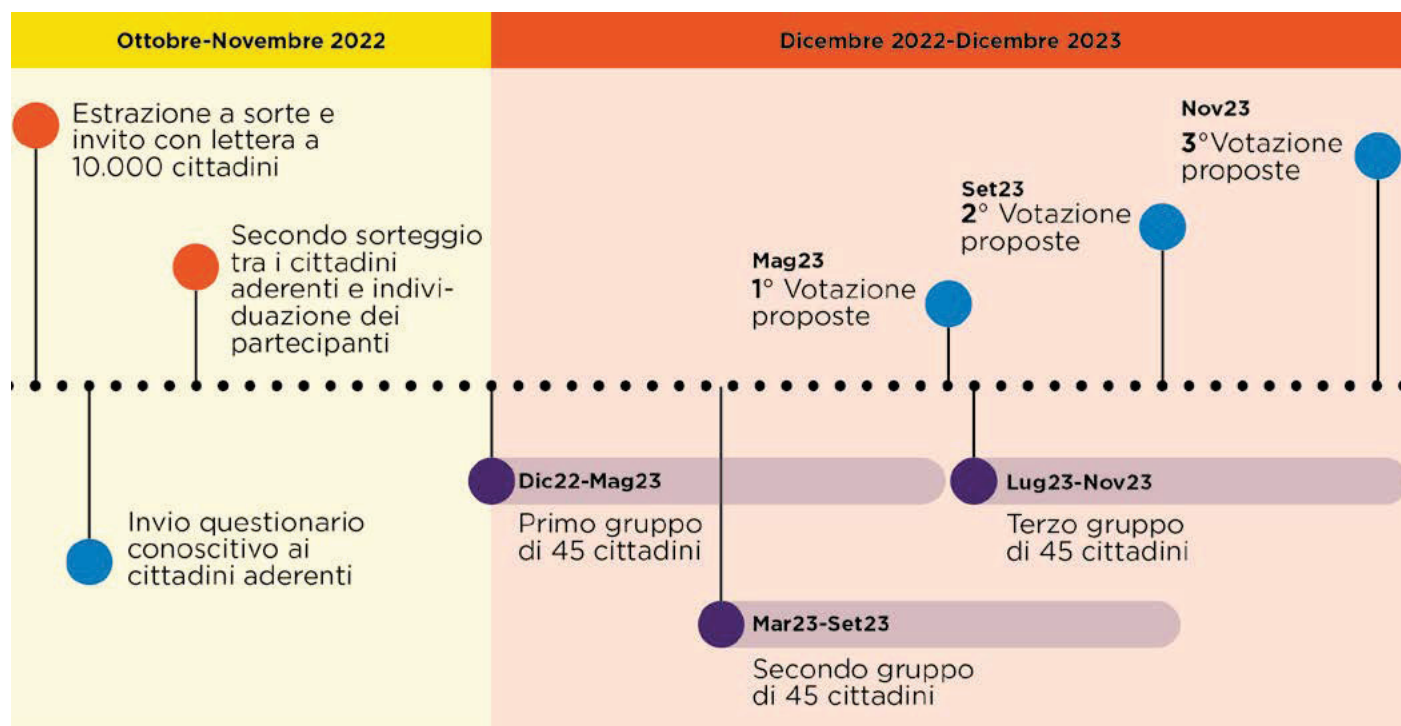 Ottobre-Novembre 2022
Dicembre 2022-Dicembre 2023
Estrazione a sorte e
invito con lettera a
10.000 cittadini
Secondo sorteggio
tra i cittadini
aderenti e indivi-
duazione dei
partecipanti
Invio questionario
conoscitivo ai
cittadini aderenti
Mag23
1° Votazione
proposte
Set23
2° Votazione
proposte
Nov23
3°Votazione
proposte
Dic22-Mag23
Primo gruppo
di 45 cittadini
Mar23-Set23
Secondo gruppo
di 45 cittadini
Lug23-Nov23
Terzo gruppo
di 45 cittadini